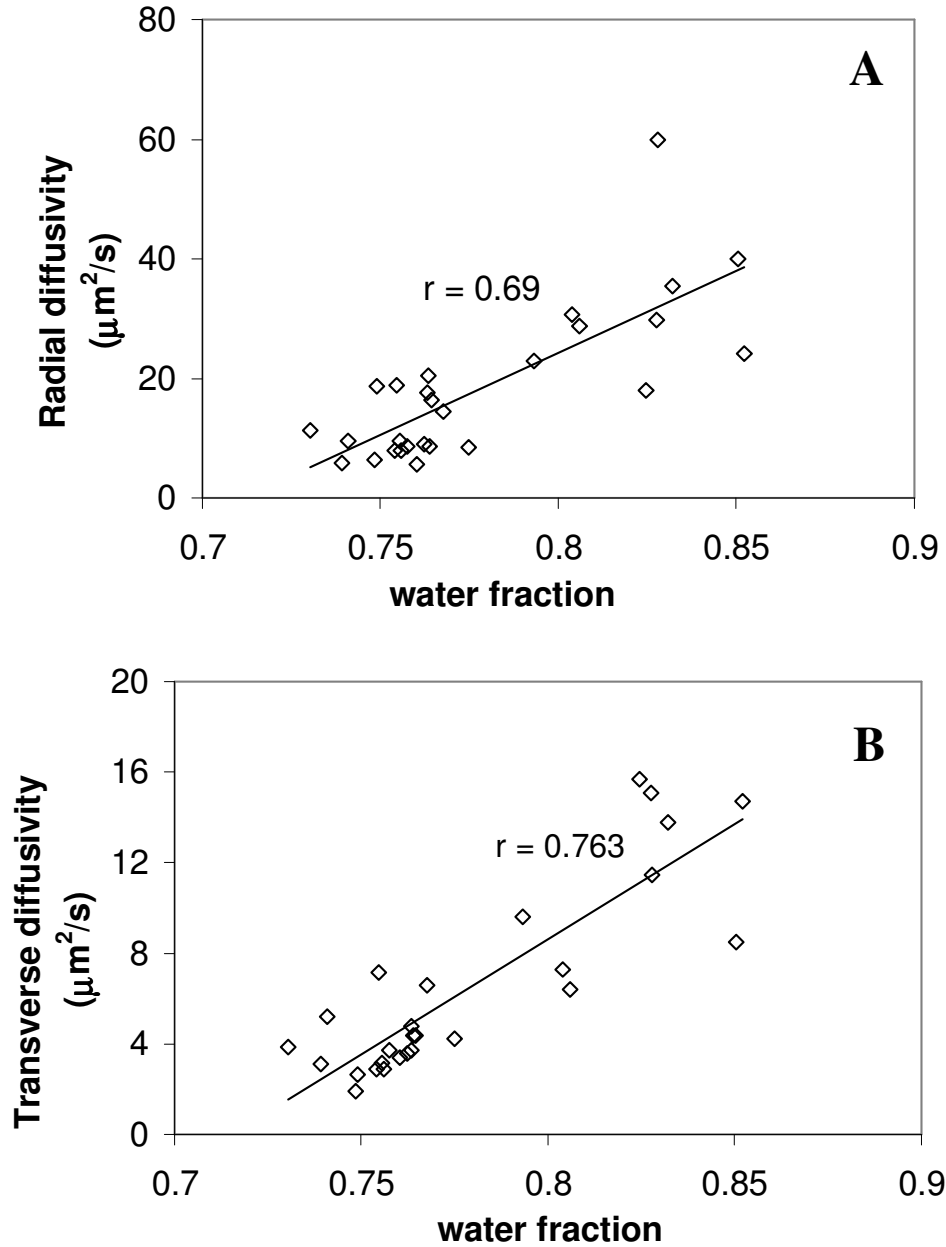 80
A
60
Radial diffusivity
(μm²/s)
40
r = 0.69
20
0
0.7 0.75 0.8 0.85 0.9
water fraction
20
B
16
Transverse diffusivity
(μm²/s)
r = 0.763
12
8
4
0
0.7 0.75 0.8 0.85 0.9
water fraction